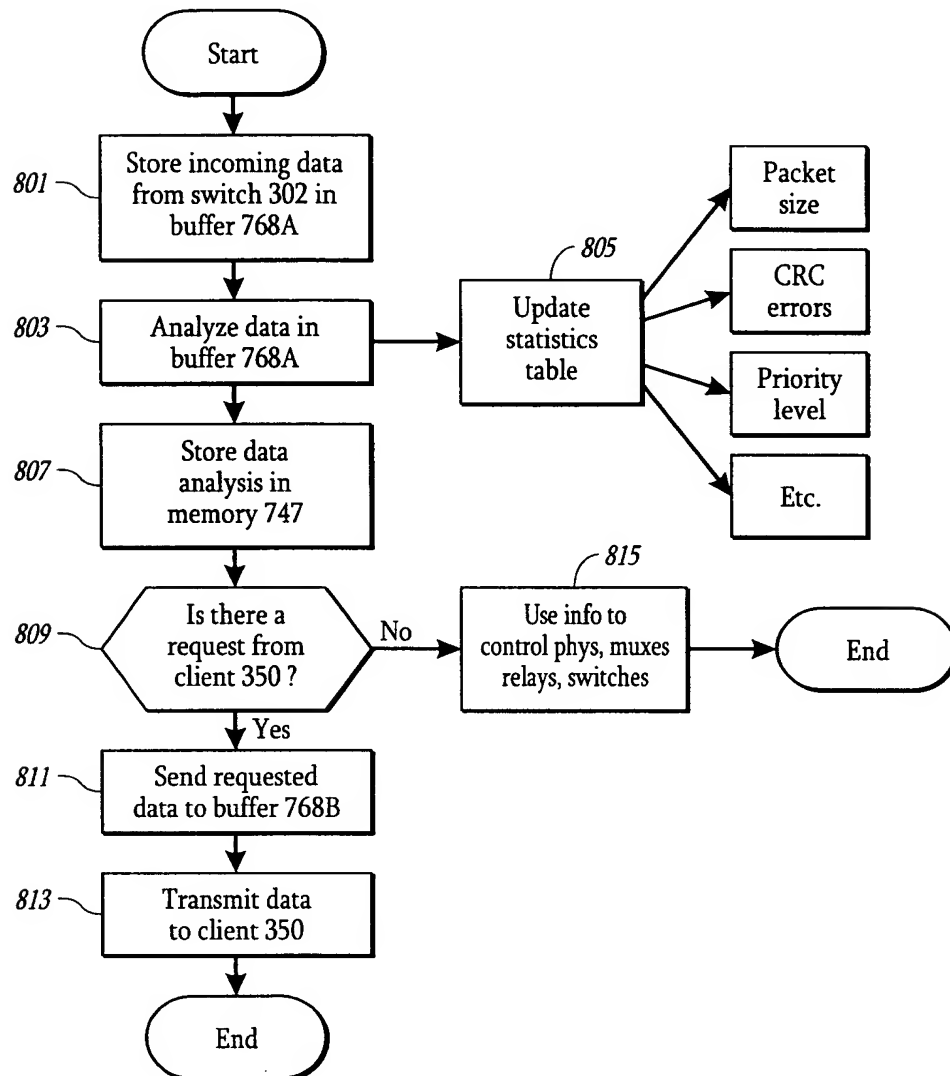 Start
801
Store incoming data
from switch 302 in
buffer 768A
803
Analyze data in
buffer 768A
805
Update
statistics
table
Packet
size
CRC
errors
Priority
level
Etc.
807
Store data
analysis in
memory 747
809
Is there a
request from
client 350 ?
No
815
Use info to
control phys, muxes
relays, switches
End
Yes
811
Send requested
data to buffer 768B
813
Transmit data
to client 350
End